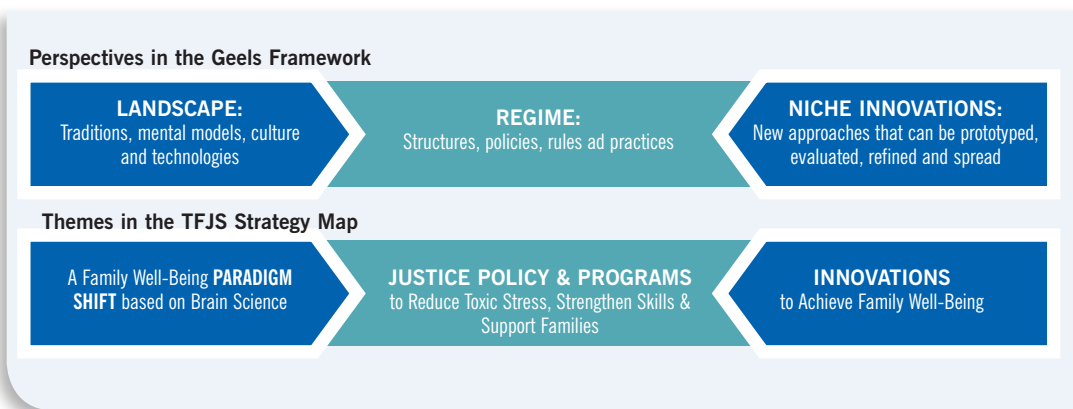 Perspectives in the Geels Framework
LANDSCAPE:
Traditions, mental models, culture
and technologies
REGIME:
Structures, policies, rules ad practices
NICHE INNOVATIONS:
New approaches that can be prototyped,
evaluated, refined and spread
Themes in the TFJS Strategy Map
A Family Well-Being PARADIGM
SHIFT based on Brain Science
JUSTICE POLICY & PROGRAMS
to Reduce Toxic Stress, Strengthen Skills &
Support Families
INNOVATIONS
to Achieve Family Well-Being